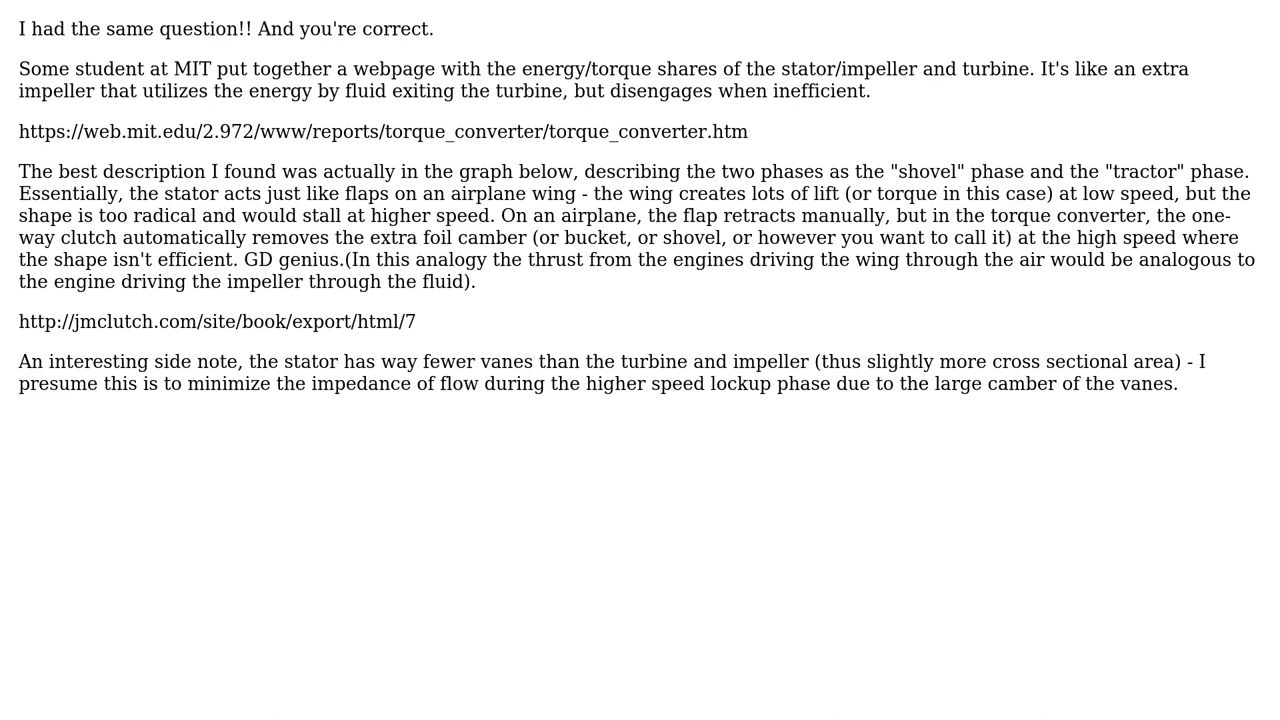 I had the same question!! And you're correct.
Some student at MIT put together a webpage with the energy/torque shares of the stator/impeller and turbine. It's like an extra
impeller that utilizes the energy by fluid exiting the turbine, but disengages when inefficient.
https://web.mit.edu/2.972/www/reports/torque_converter/torque_converter.htm
The best description I found was actually in the graph below, describing the two phases as the "shovel" phase and the "tractor" phase.
Essentially, the stator acts just like flaps on an airplane wing - the wing creates lots of lift (or torque in this case) at low speed, but the
shape is too radical and would stall at higher speed. On an airplane, the flap retracts manually, but in the torque converter, the one-
way clutch automatically removes the extra foil camber (or bucket, or shovel, or however you want to call it) at the high speed where
the shape isn't efficient. GD genius.(In this analogy the thrust from the engines driving the wing through the air would be analogous to
the engine driving the impeller through the fluid).
http://jmclutch.com/site/book/export/html/7
An interesting side note, the stator has way fewer vanes than the turbine and impeller (thus slightly more cross sectional area) - I
presume this is to minimize the impedance of flow during the higher speed lockup phase due to the large camber of the vanes.